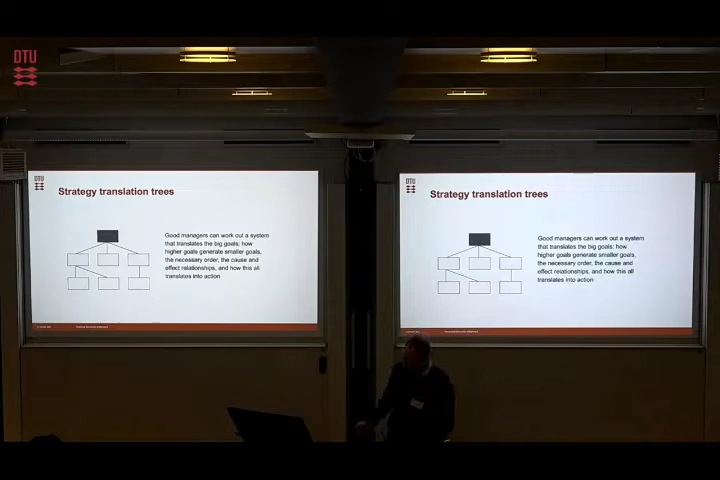 DTU
DTU
Strategy translation trees
Good managers can work out a system
that translates the big goals: how
higher goals generate smaller goals,
the necessary order, the cause and
effect relationships, and how this all
translates into action
DTU
Strategy translation trees
Good managers can work out a system
that translates the big goals: how
higher goals generate smaller goals,
the necessary order, the cause and
effect relationships, and how this all
translates into action